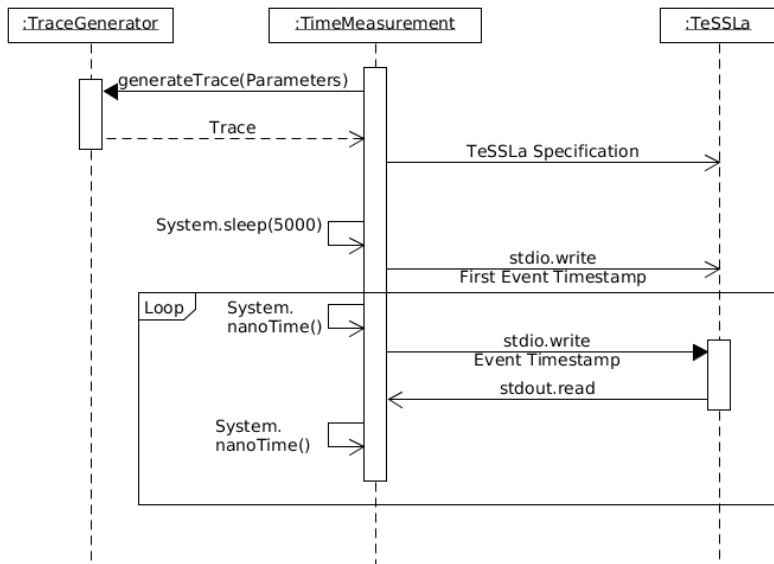 :TraceGenerator
:TimeMeasurement
:TeSSLa
generateTrace(Parameters)
Trace
TeSSLa Specification
System.sleep(5000)
stdio.write
First Event Timestamp
Loop
System.
nanoTime()
stdio.write
Event Timestamp
stdout.read
System.
nanoTime()